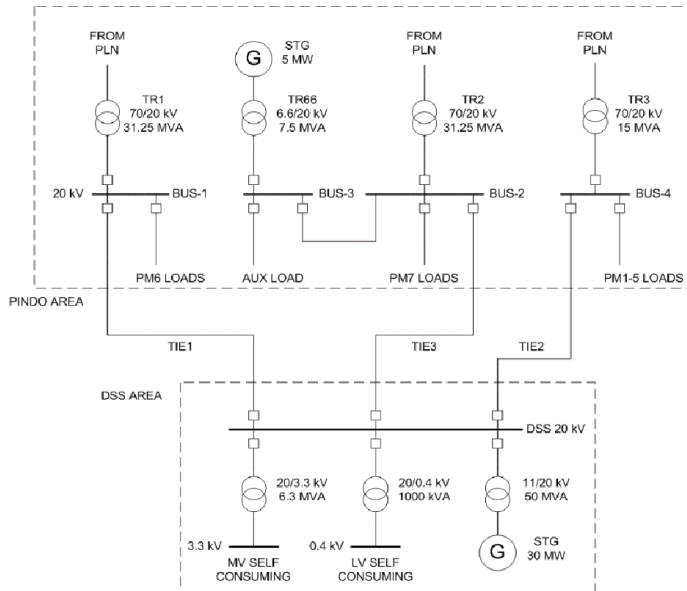 FROM
PLN
STG
5 MW
FROM
PLN
FROM
PLN
G
TR1
70/20 kV
31.25 MVA
TR66
6.6/20 kV
7.5 MVA
TR2
70/20 kV
31.25 MVA
TR3
70/20 kV
15 MVA
20 kV
BUS-1
BUS-3
BUS-2
BUS-4
PM6 LOADS
AUX LOAD
PM7 LOADS
PM1-5 LOADS
PINDO AREA
TIE1
TIE3
TIE2
DSS AREA
DSS 20 kV
20/3.3 kV
6.3 MVA
20/0.4 kV
1000 kVA
11/20 kV
50 MVA
3.3 kV
MV SELF
CONSUMING
0.4 kV
LV SELF
CONSUMING
G
STG
30 MW